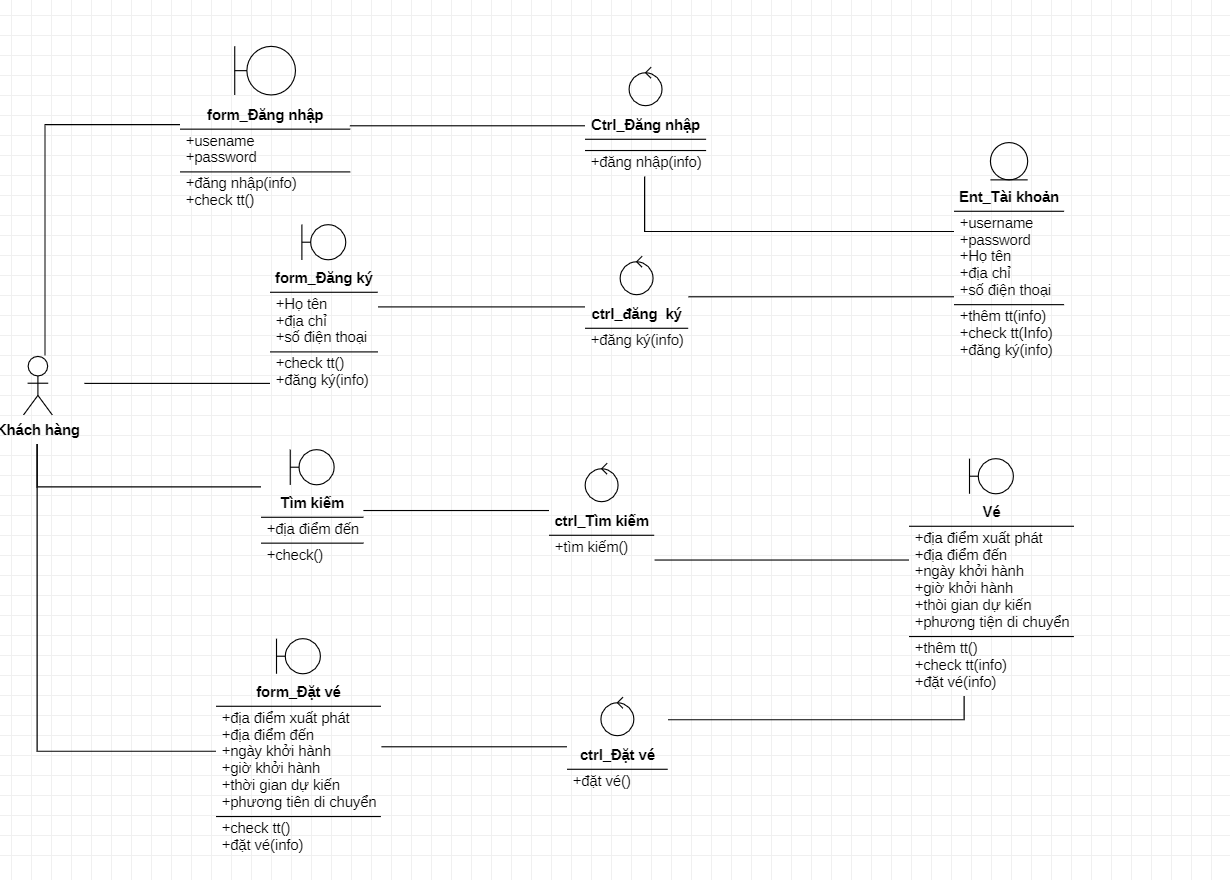 form_Đăng nhập
+usename
+password
+đăng nhập(info)
+check tt()
Ctrl_Đăng nhập
+đăng nhập(info)
Ent_Tài khoản
+username
+password
+Họ tên
+địa chỉ
+số điện thoại
+thêm tt(info)
+check tt(Info)
+đăng ký(info)
form_Đăng ký
+Họ tên
+địa chỉ
+số điện thoại
+check tt()
+đăng ký(info)
ctrl_đăng  ký
+đăng ký(info)
Khách hàng
Tìm kiếm
+địa điểm đến
+check()
ctrl_Tìm kiếm
+tìm kiếm()
Vé
+địa điểm xuất phát
+địa điểm đến
+ngày khởi hành
+giờ khởi hành
+thòi gian dự kiến
+phương tiện di chuyển
+thêm tt()
+check tt(info)
+đặt vé(info)
form_Đặt vé
+địa điểm xuất phát
+địa điểm đến
+ngày khởi hành
+giờ khởi hành
+thời gian dự kiến
+phương tiên di chuyển
+check tt()
+đặt vé(info)
ctrl_Đặt vé
+đặt vé()